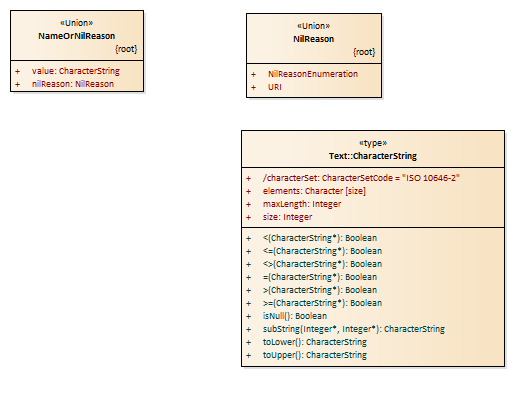 «Union»
NameOrNilReason
{root}
+ value: CharacterString
+ nilReason: NilReason
«Union»
NilReason
{root}
+ NilReasonEnumeration
+ URI
«type»
Text::CharacterString
+ /characterSet: CharacterSetCode = "ISO 10646-2"
+ elements: Character [size]
+ maxLength: Integer
+ size: Integer
+ <(CharacterString*): Boolean
+ <=(CharacterString*): Boolean
+ <>(CharacterString*): Boolean
+ =(CharacterString*): Boolean
+ >(CharacterString*): Boolean
+ >=(CharacterString*): Boolean
+ isNull(): Boolean
+ subString(Integer*, Integer*): CharacterString
+ toLower(): CharacterString
+ toUpper(): CharacterString